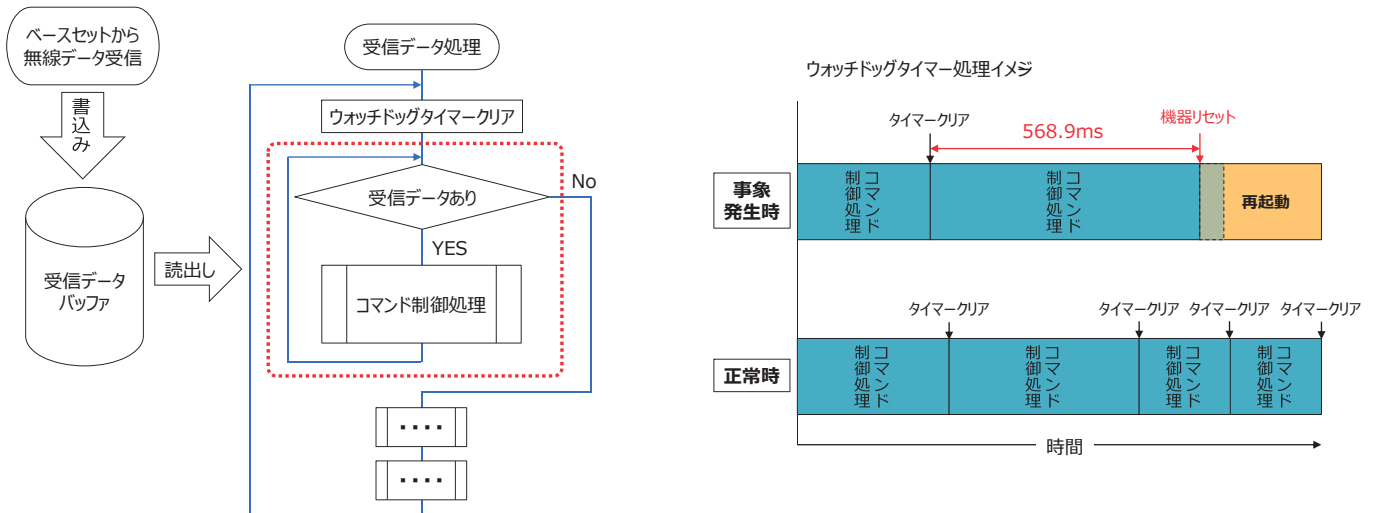 ベースセットから
無線データ受信
書込み
受信データ
バッファ
読出し
受信データ処理
ウォッチドッグタイマークリア
受信データあり
No
YES
コマンド制御処理
・・・・
・・・・
ウォッチドッグタイマー処理イメージ
タイマークリア
568.9ms
機器リセット
事象
発生時
コマンド
制御処理
コマンド
制御処理
再起動
タイマークリア
タイマークリア
タイマークリア
タイマークリア
正常時
コマンド
制御処理
コマンド
制御処理
コマンド
制御処理
コマンド
制御処理
時間